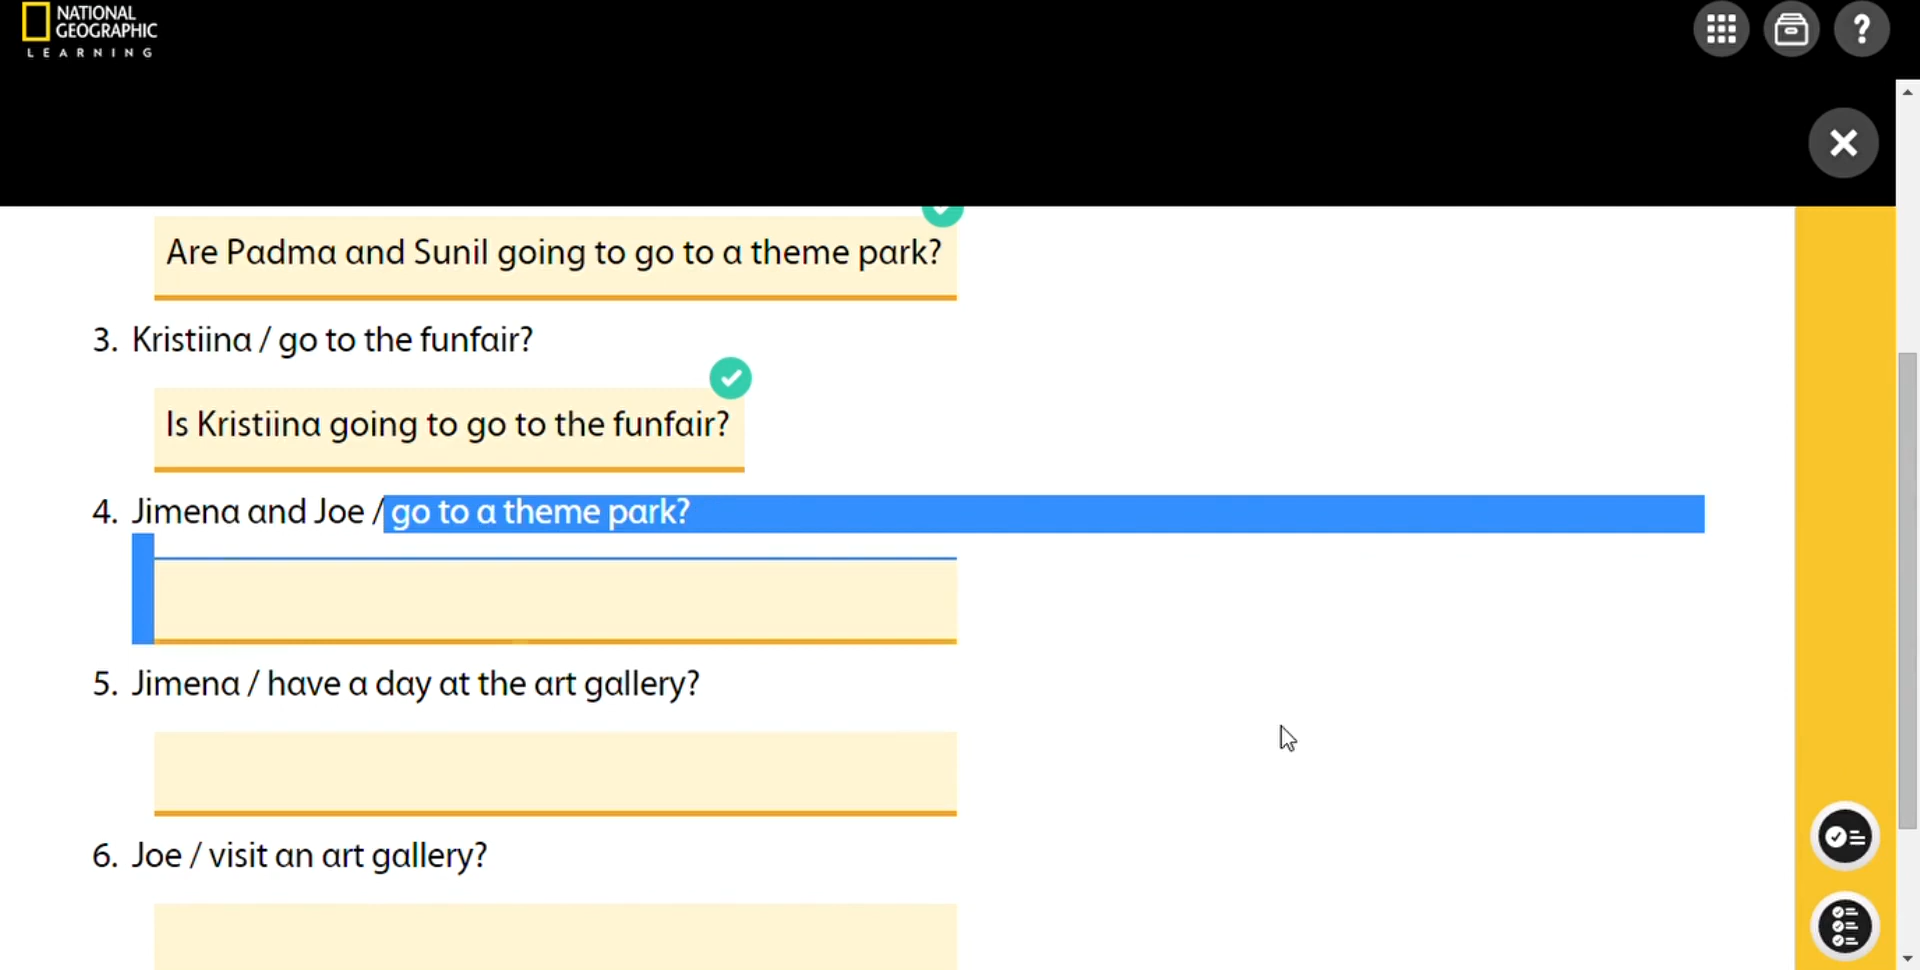 NATIONAL
GEOGRAPHIC
LEARNING
?
Are Padma and Sunil going to go to a theme park?
3. Kristiina / go to the funfair?
Is Kristiina going to go to the funfair?
4. Jimena and Joe / go to a theme park?
5. Jimena / have a day at the art gallery?
6. Joe / visit an art gallery?